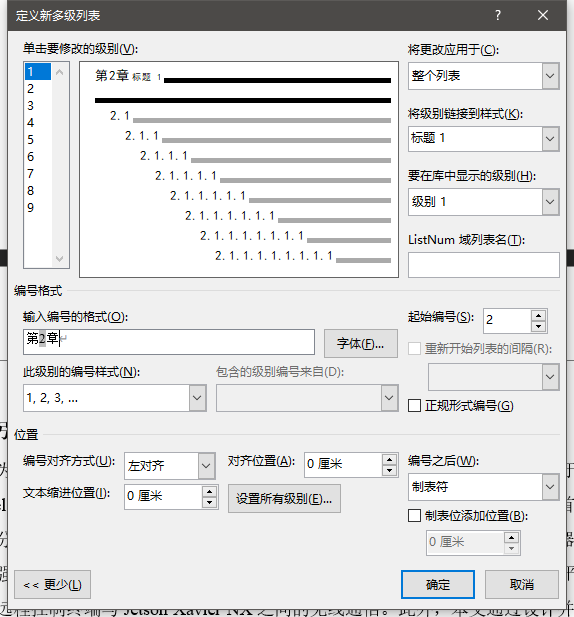 定义新多级列表
?
单击要修改的级别(V):
1
2
3
4
5
6
7
8
9
第2章 标题 1
2.1
2.1.1
2.1.1.1
2.1.1.1.1
2.1.1.1.1.1
2.1.1.1.1.1.1
2.1.1.1.1.1.1.1
2.1.1.1.1.1.1.1.1
将更改应用于(C):
整个列表
将级别链接到样式(K):
标题 1
要在库中显示的级别(H):
级别 1
ListNum 域列表名(T):
编号格式
输入编号的格式(O):
第2章
字体(F)...
起始编号(S): 2
重新开始列表的间隔(R):
此级别的编号样式(N):
1, 2, 3, ...
包含的级别编号来自(D):
正规形式编号(G)
位置
编号对齐方式(U): 左对齐
对齐位置(A): 0 厘米
编号之后(W):
制表符
文本缩进位置(I): 0 厘米
设置所有级别(E)...
制表位添加位置(B):
0 厘米
<< 更少(L)
确定
取消
远程控制终端与 Jetson Xavier NX 之间的无线通信。此外，本文通过设计并